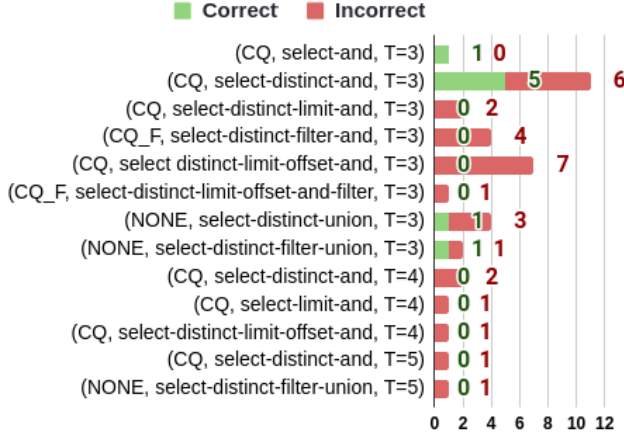 Correct Incorrect
(CQ, select-and, T=3) 1 0
(CQ, select-distinct-and, T=3) 5 6
(CQ, select-distinct-limit-and, T=3) 0 2
(CQ_F, select-distinct-filter-and, T=3) 0 4
(CQ, select distinct-limit-offset-and, T=3) 0 7
(CQ_F, select-distinct-limit-offset-and-filter, T=3) 0 1
(NONE, select-distinct-union, T=3) 1 3
(NONE, select-distinct-filter-union, T=3) 1 1
(CQ, select-distinct-and, T=4) 0 2
(CQ, select-limit-and, T=4) 0 1
(CQ, select-distinct-limit-offset-and, T=4) 0 1
(CQ, select-distinct-and, T=5) 0 1
(NONE, select-distinct-filter-union, T=5) 0 1
0 2 4 6 8 10 12